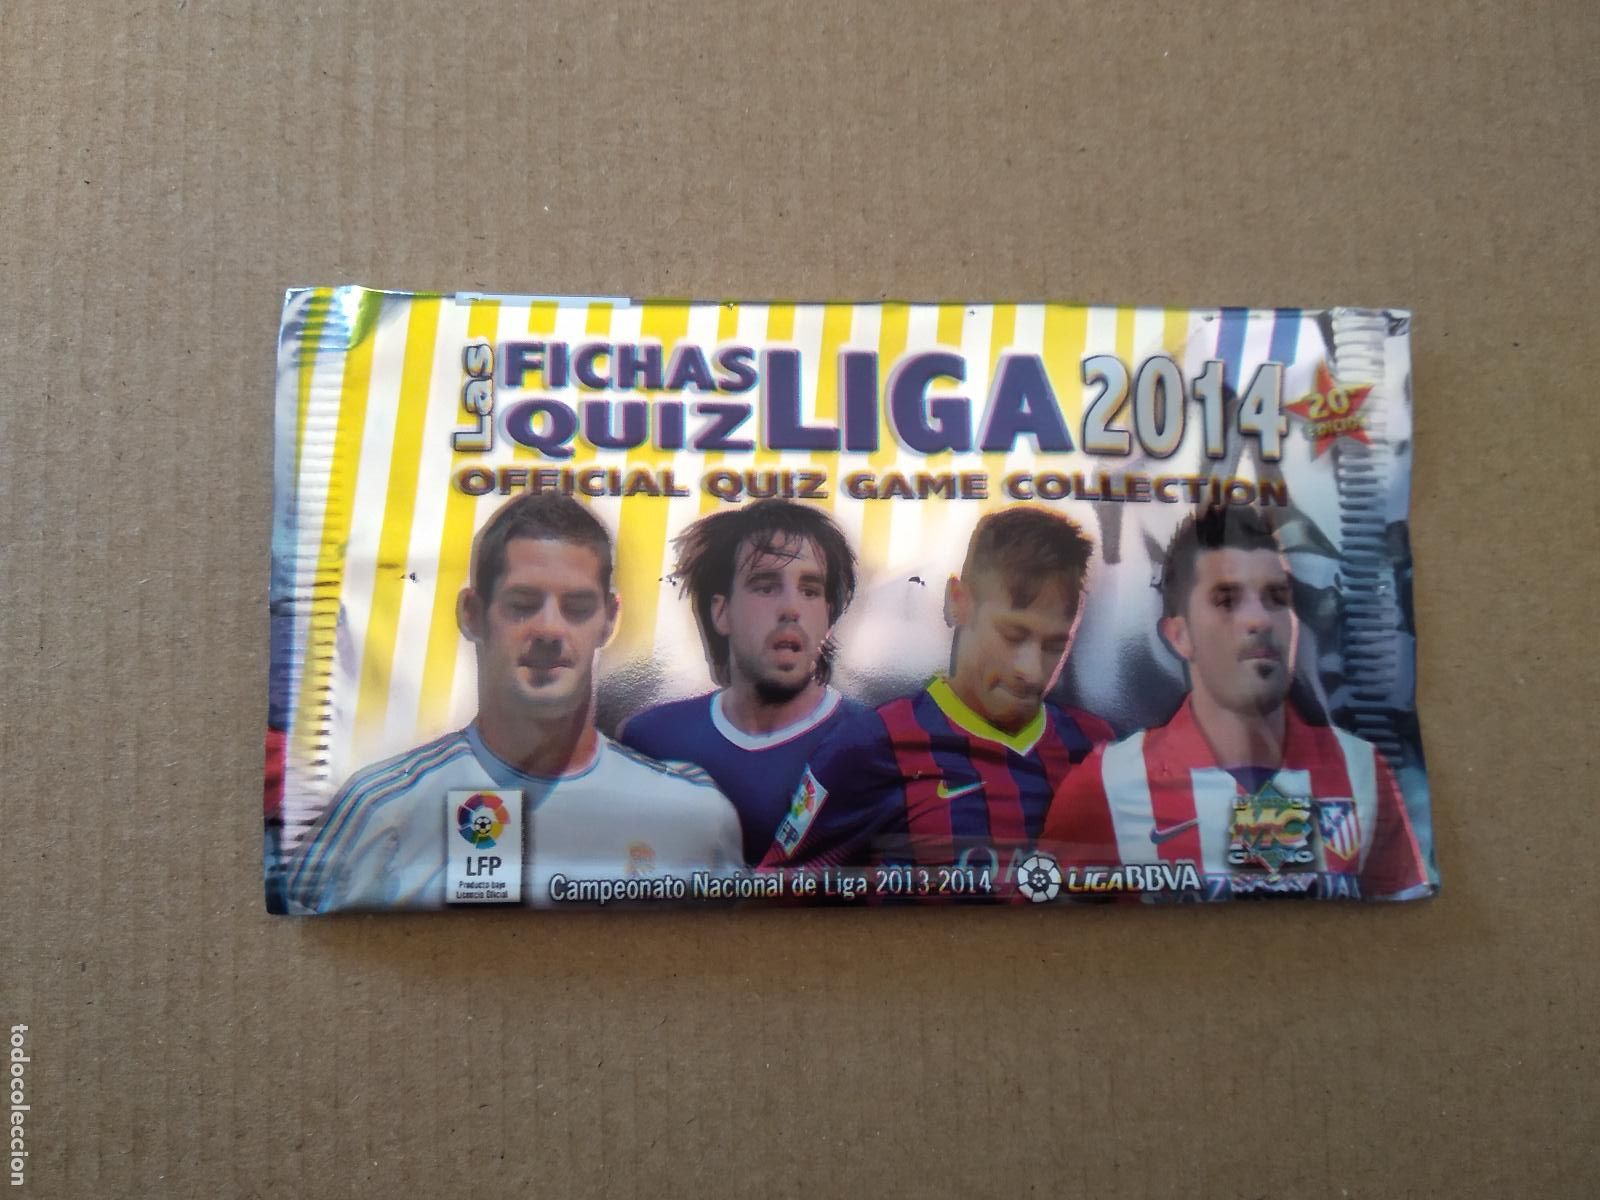 Las FICHAS QUIZ LIGA 2014
20ª EDICION
OFFICIAL QUIZ GAME COLLECTION
LFP
Producto bajo
Licencia Oficial
Campeonato Nacional de Liga 2013-2014
LIGA BBVA
MC
todocoleccion